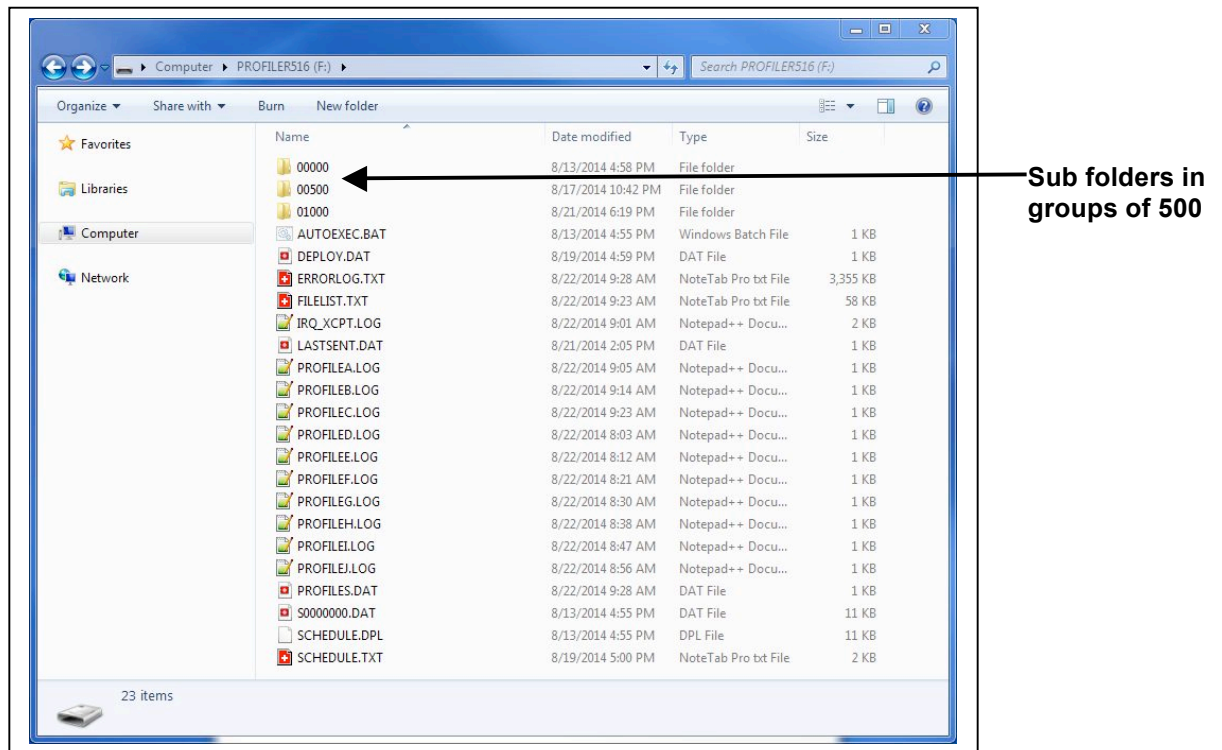 Computer ▸ PROFILER516 (F:) ▸ Search PROFILER516 (F:)
Organize Share with Burn New folder
Favorites
Libraries
Computer
Network
Name Date modified Type Size
00000 8/13/2014 4:58 PM File folder
00500 8/17/2014 10:42 PM File folder
01000 8/21/2014 6:19 PM File folder
AUTOEXEC.BAT 8/13/2014 4:55 PM Windows Batch File 1 KB
DEPLOY.DAT 8/19/2014 4:59 PM DAT File 1 KB
ERRORLOG.TXT 8/22/2014 9:28 AM NoteTab Pro txt File 3,355 KB
FILELIST.TXT 8/22/2014 9:23 AM NoteTab Pro txt File 58 KB
IRQ_XCPT.LOG 8/22/2014 9:01 AM Notepad++ Docu... 2 KB
LASTSENT.DAT 8/21/2014 2:05 PM DAT File 1 KB
PROFILEA.LOG 8/22/2014 9:05 AM Notepad++ Docu... 1 KB
PROFILEB.LOG 8/22/2014 9:14 AM Notepad++ Docu... 1 KB
PROFILEC.LOG 8/22/2014 9:23 AM Notepad++ Docu... 1 KB
PROFILED.LOG 8/22/2014 8:03 AM Notepad++ Docu... 1 KB
PROFILEE.LOG 8/22/2014 8:12 AM Notepad++ Docu... 1 KB
PROFILEF.LOG 8/22/2014 8:21 AM Notepad++ Docu... 1 KB
PROFILEG.LOG 8/22/2014 8:30 AM Notepad++ Docu... 1 KB
PROFILEH.LOG 8/22/2014 8:38 AM Notepad++ Docu... 1 KB
PROFILEI.LOG 8/22/2014 8:47 AM Notepad++ Docu... 1 KB
PROFILEJ.LOG 8/22/2014 8:56 AM Notepad++ Docu... 1 KB
PROFILES.DAT 8/22/2014 9:28 AM DAT File 1 KB
S0000000.DAT 8/13/2014 4:55 PM DAT File 11 KB
SCHEDULE.DPL 8/13/2014 4:55 PM DPL File 11 KB
SCHEDULE.TXT 8/19/2014 5:00 PM NoteTab Pro txt File 2 KB
23 items
Sub folders in
groups of 500